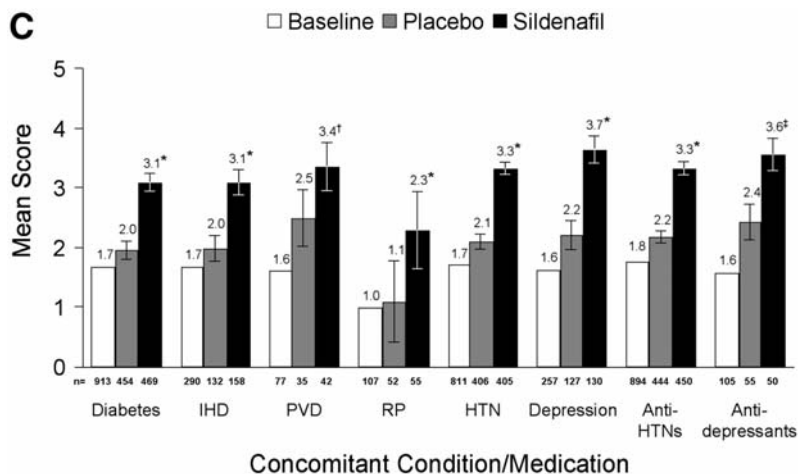 C
Baseline Placebo Sildenafil
Mean Score
5
4
3
2
1
0
1.7 2.0 3.1*
1.7 2.0 3.1*
1.6 2.5 3.4†
1.0 1.1 2.3*
1.7 2.1 3.3*
1.6 2.2 3.7*
1.8 2.2 3.3*
1.6 2.4 3.6‡
n= 913 454 469 290 132 158 77 35 42 107 52 55 811 406 405 257 127 130 894 444 450 105 55 50
Diabetes IHD PVD RP HTN Depression Anti- Anti-
HTNs depressants
Concomitant Condition/Medication